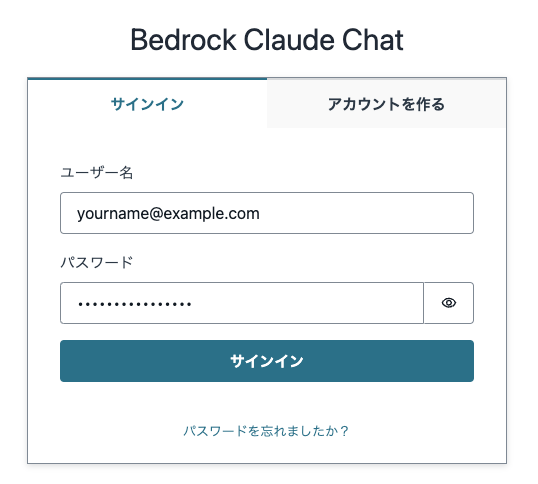 Bedrock Claude Chat
サインイン
アカウントを作る
ユーザー名
yourname@example.com
パスワード
••••••••••••••••
サインイン
パスワードを忘れましたか？